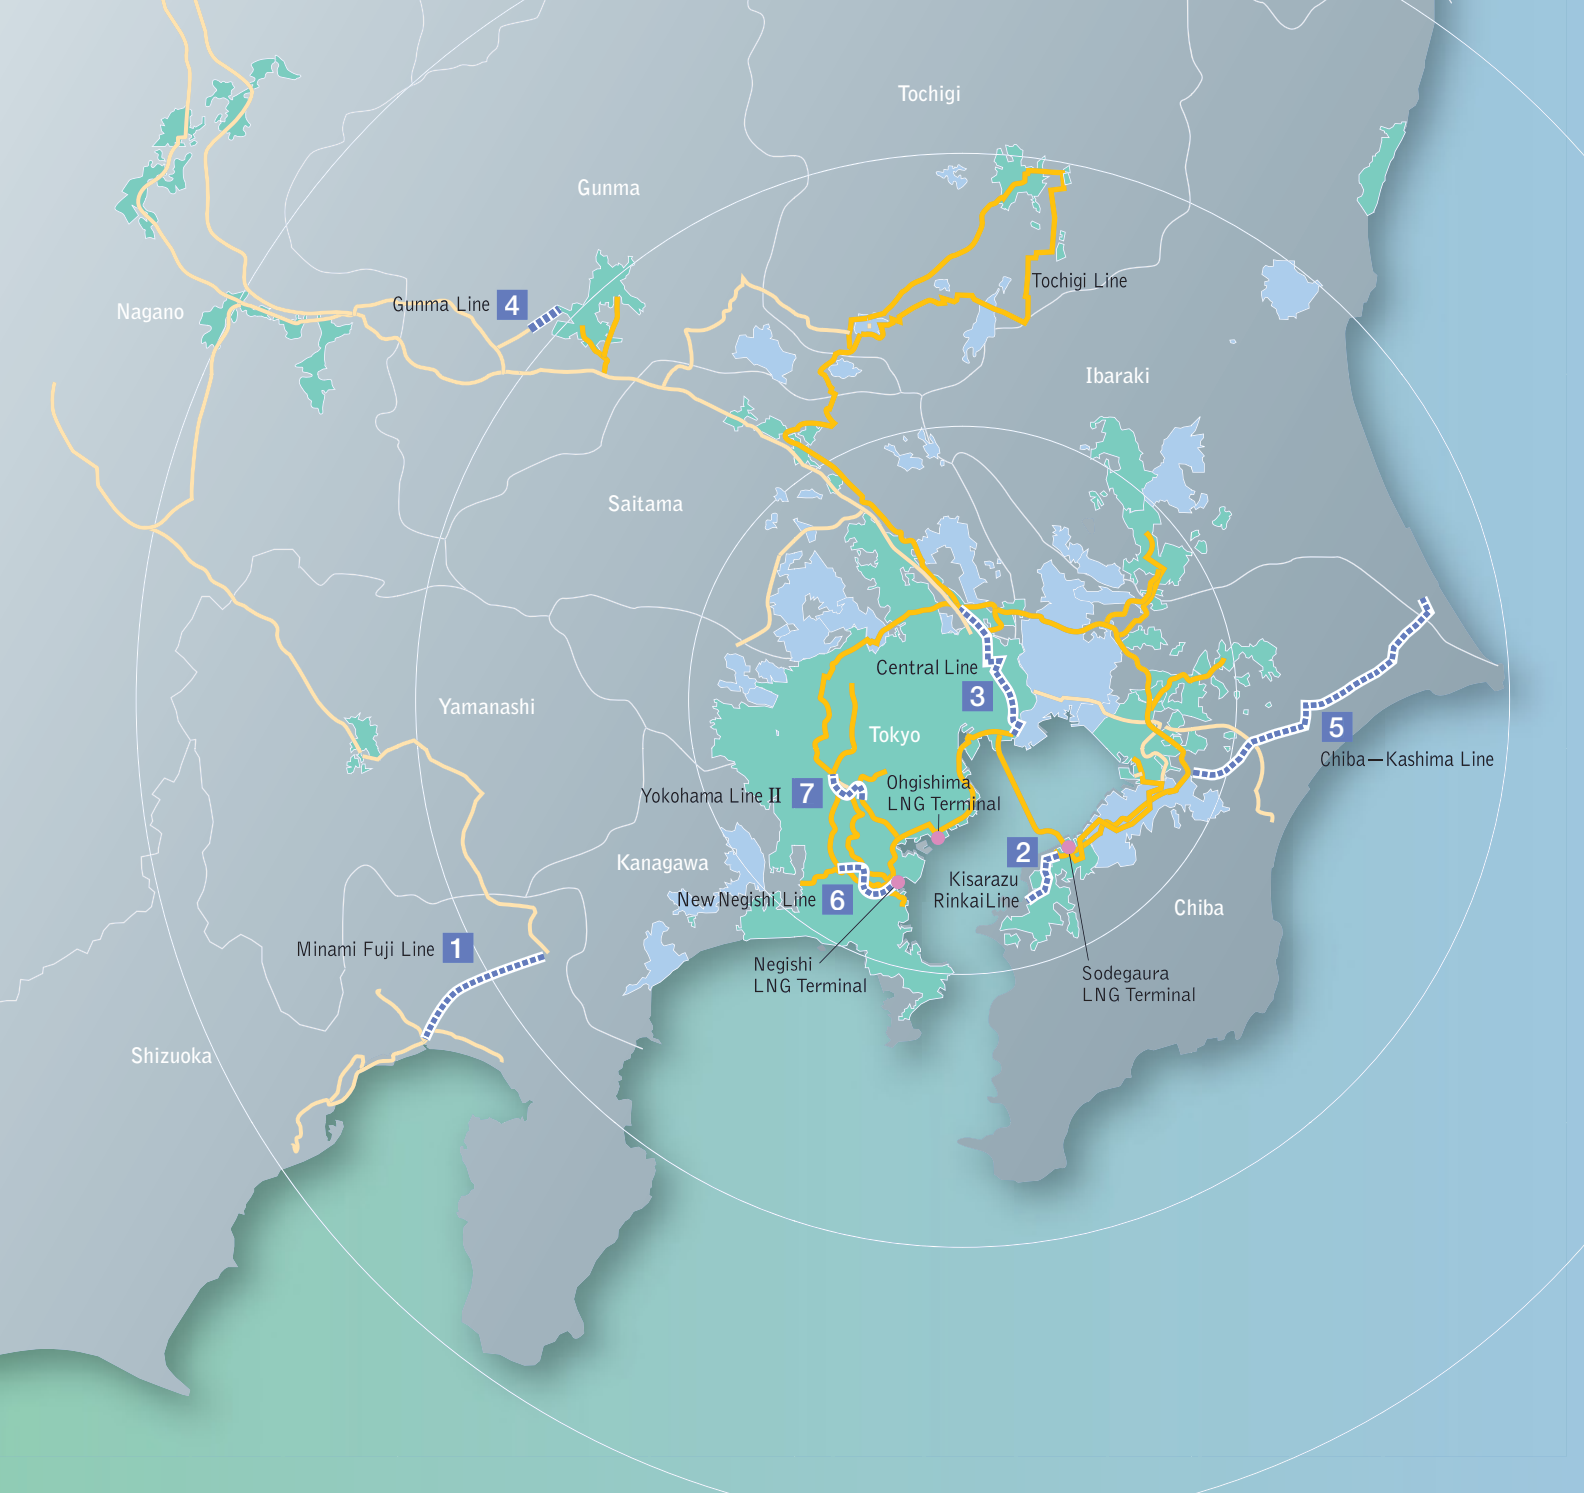 Tochigi
Gunma
Tochigi Line
Nagano
Gunma Line 4
Ibaraki
Saitama
Central Line
3
Yamanashi
Tokyo
5
Chiba—Kashima Line
Ohgishima
LNG Terminal
Yokohama Line II 7
2
Kanagawa
Kisarazu
RinkaiLine
New Negishi Line 6
Chiba
Minami Fuji Line 1
Negishi
LNG Terminal
Sodegaura
LNG Terminal
Shizuoka